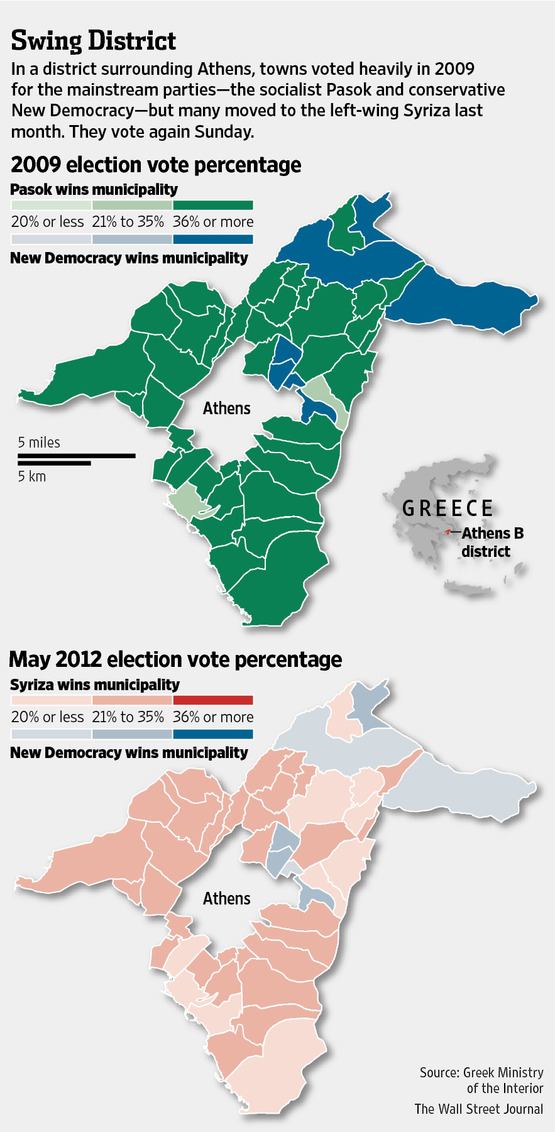 Swing District
In a district surrounding Athens, towns voted heavily in 2009
for the mainstream parties—the socialist Pasok and conservative
New Democracy—but many moved to the left-wing Syriza last
month. They vote again Sunday.
2009 election vote percentage
Pasok wins municipality
20% or less 21% to 35% 36% or more
New Democracy wins municipality
Athens
5 miles
5 km
GREECE
Athens B
district
May 2012 election vote percentage
Syriza wins municipality
20% or less 21% to 35% 36% or more
New Democracy wins municipality
Athens
Source: Greek Ministry
of the Interior
The Wall Street Journal